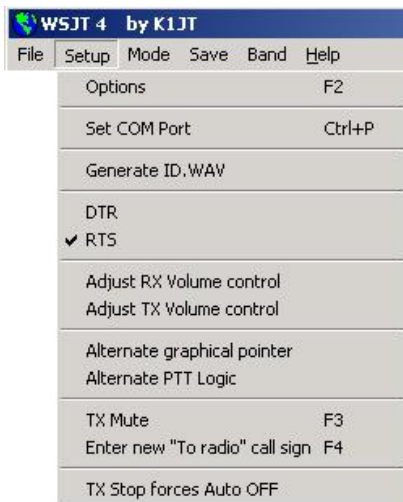 WSJT 4 by K1JT
File Setup Mode Save Band Help
Options F2
Set COM Port Ctrl+P
Generate ID.WAV
DTR
RTS
Adjust RX Volume control
Adjust TX Volume control
Alternate graphical pointer
Alternate PTT Logic
TX Mute F3
Enter new "To radio" call sign F4
TX Stop forces Auto OFF